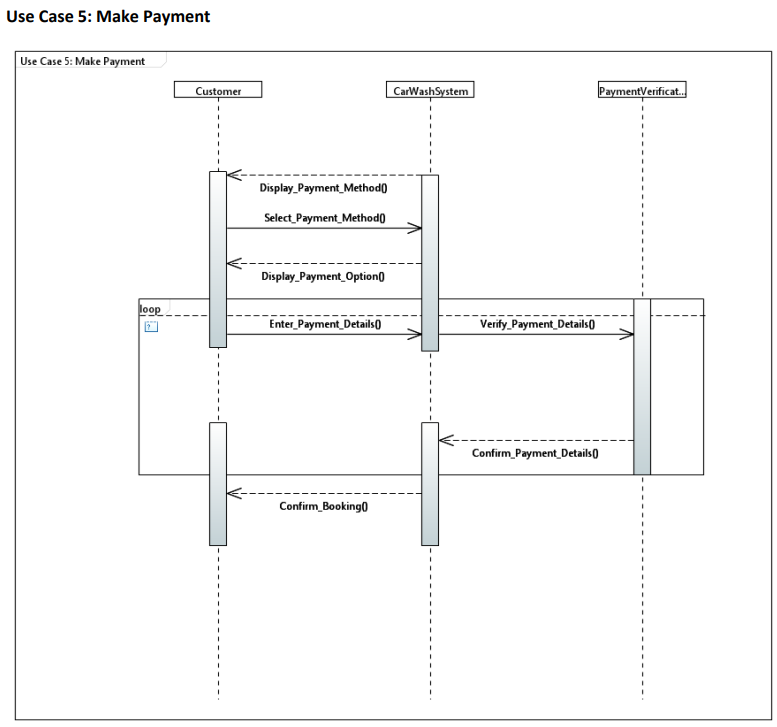 Use Case 5: Make Payment
Use Case 5: Make Payment
Customer
CarWashSystem
PaymentVerificat...
Display_Payment_Method()
Select_Payment_Method()
Display_Payment_Option()
loop
Enter_Payment_Details()
Verify_Payment_Details()
Confirm_Payment_Details()
Confirm_Booking()